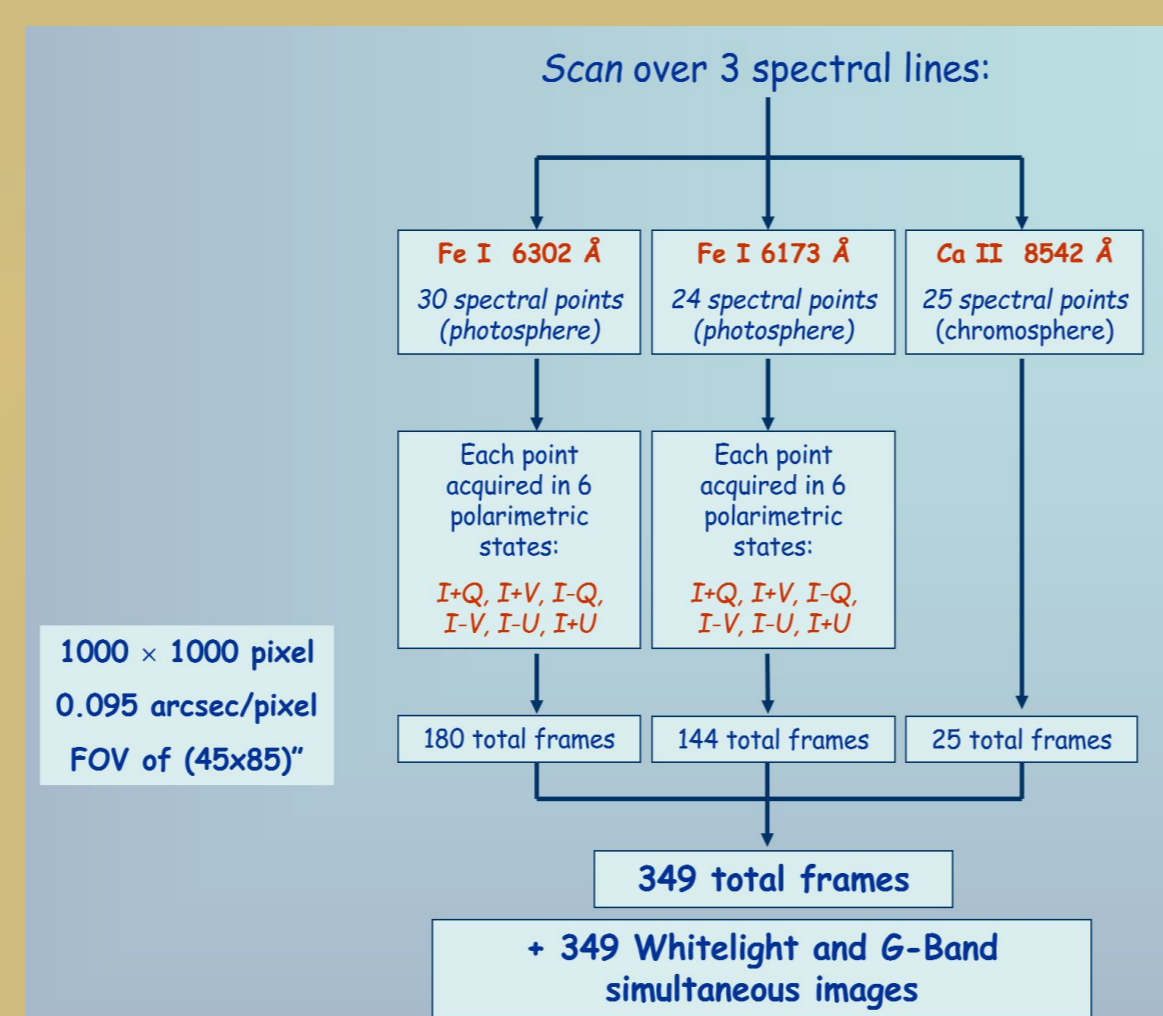 Scan over 3 spectral lines:
Fe I 6302 Å
30 spectral points
(photosphere)
Fe I 6173 Å
24 spectral points
(photosphere)
Ca II 8542 Å
25 spectral points
(chromosphere)
Each point
acquired in 6
polarimetric
states:
I+Q, I+V, I-Q,
I-V, I-U, I+U
Each point
acquired in 6
polarimetric
states:
I+Q, I+V, I-Q,
I-V, I-U, I+U
1000 × 1000 pixel
0.095 arcsec/pixel
FOV of (45x85)”
180 total frames
144 total frames
25 total frames
349 total frames
+ 349 Whitelight and G-Band
simultaneous images